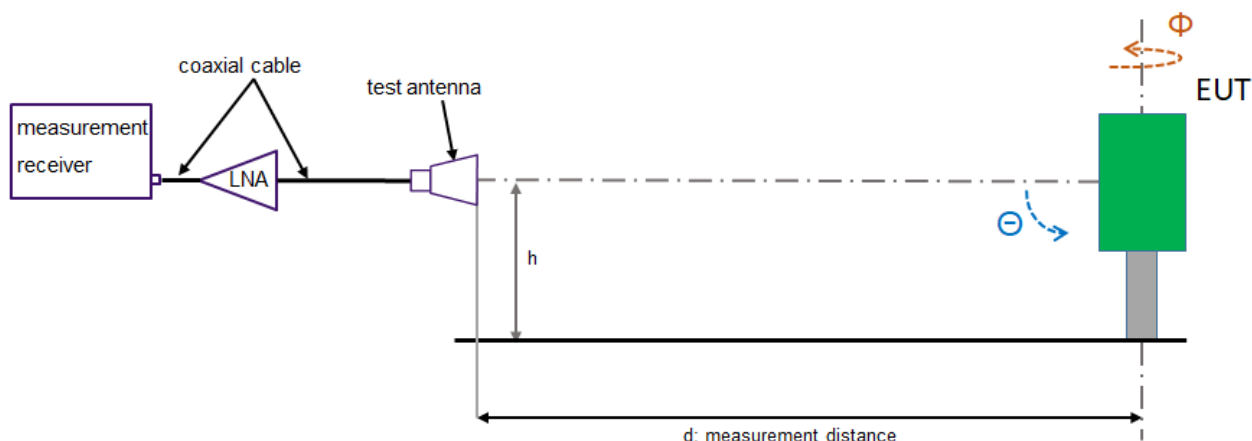 Φ
EUT
coaxial cable
test antenna
measurement
receiver
LNA
Θ
h
d: measurement distance